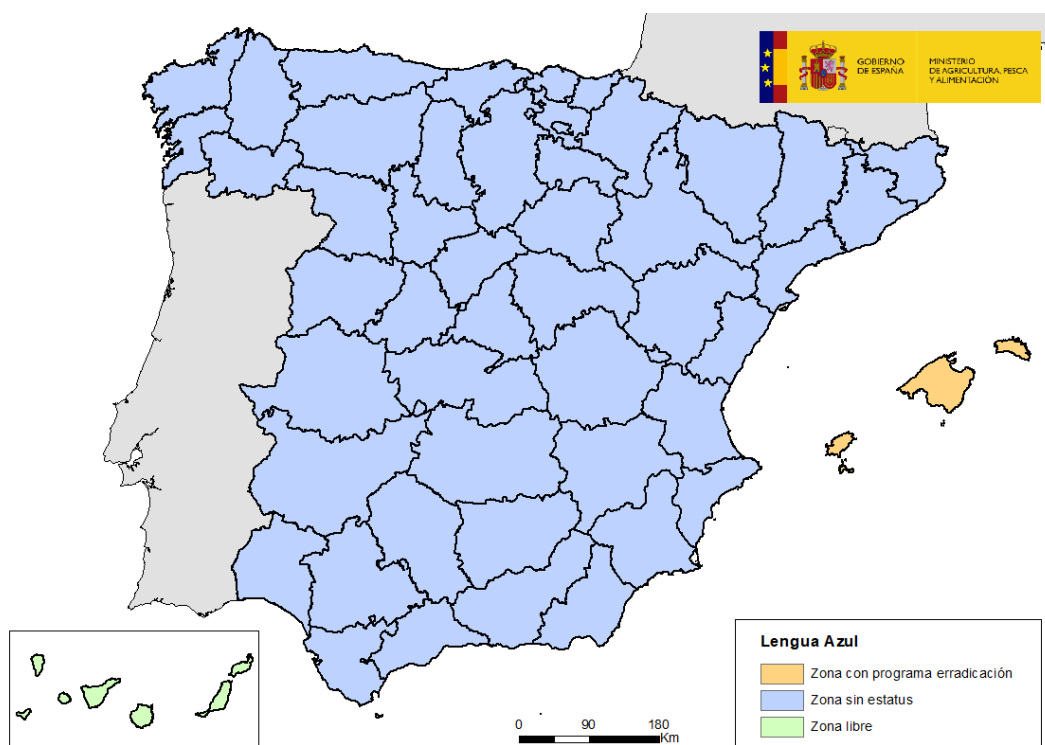 GOBIERNO
DE ESPAÑA
MINISTERIO
DE AGRICULTURA, PESCA
Y ALIMENTACIÓN
Lengua Azul
Zona con programa erradicación
Zona sin estatus
Zona libre
0 90 180
Km